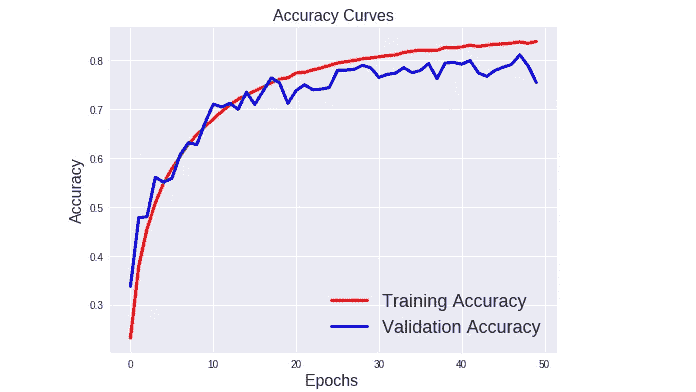 Accuracy Curves
0.8
0.7
0.6
0.5
0.4
0.3
Accuracy
Training Accuracy
Validation Accuracy
0 10 20 30 40 50
Epochs